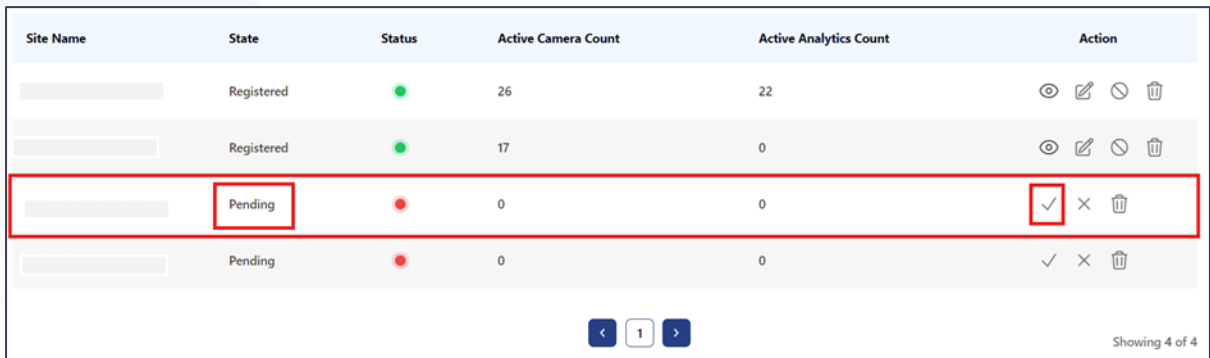 Site Name State Status Active Camera Count Active Analytics Count Action
Registered 26 22
Registered 17 0
Pending 0 0
Pending 0 0
1
Showing 4 of 4